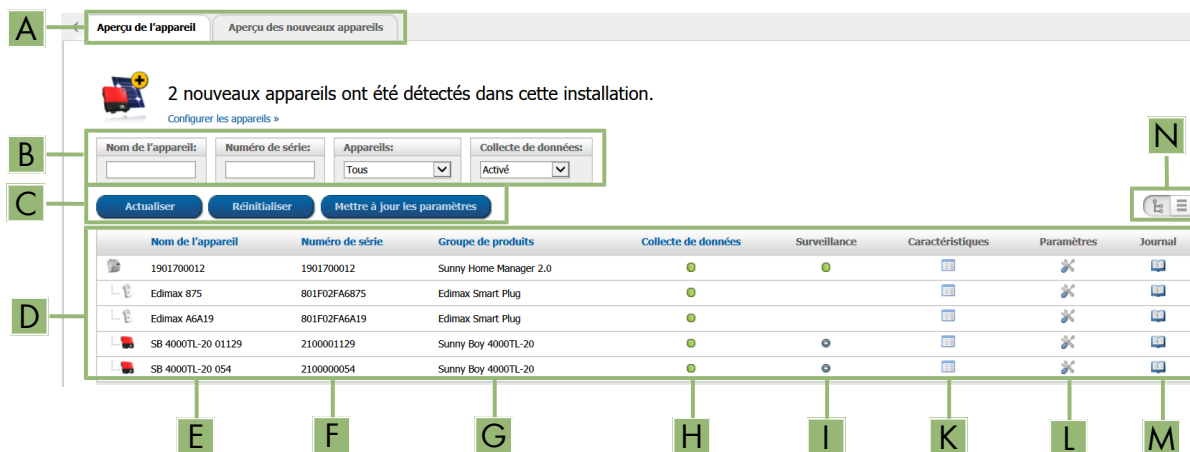 A
Aperçu de l'appareil Aperçu des nouveaux appareils
2 nouveaux appareils ont été détectés dans cette installation.
Configurer les appareils »
B
Nom de l'appareil: Numéro de série: Appareils: Collecte de données:
Tous Activé
N
C
Actualiser Réinitialiser Mettre à jour les paramètres
Nom de l'appareil Numéro de série Groupe de produits Collecte de données Surveillance Caractéristiques Paramètres Journal
1901700012 1901700012 Sunny Home Manager 2.0
Edimax 875 801F02FA6875 Edimax Smart Plug
D
Edimax A6A19 801F02FA6A19 Edimax Smart Plug
SB 4000TL-20 01129 2100001129 Sunny Boy 4000TL-20
SB 4000TL-20 054 2100000054 Sunny Boy 4000TL-20
E F G H I K L M